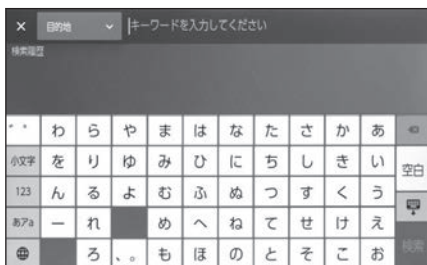 × 目的地 キーワードを入力してください
検索履歴
゛゜ わ ら や ま は な た さ か あ
小文字 を り ゆ み ひ に ち し き い 空白
123 ん る よ む ふ ぬ つ す く う
あアa ー れ め へ ね て せ け え
ろ 、。 も ほ の と そ こ お 検索